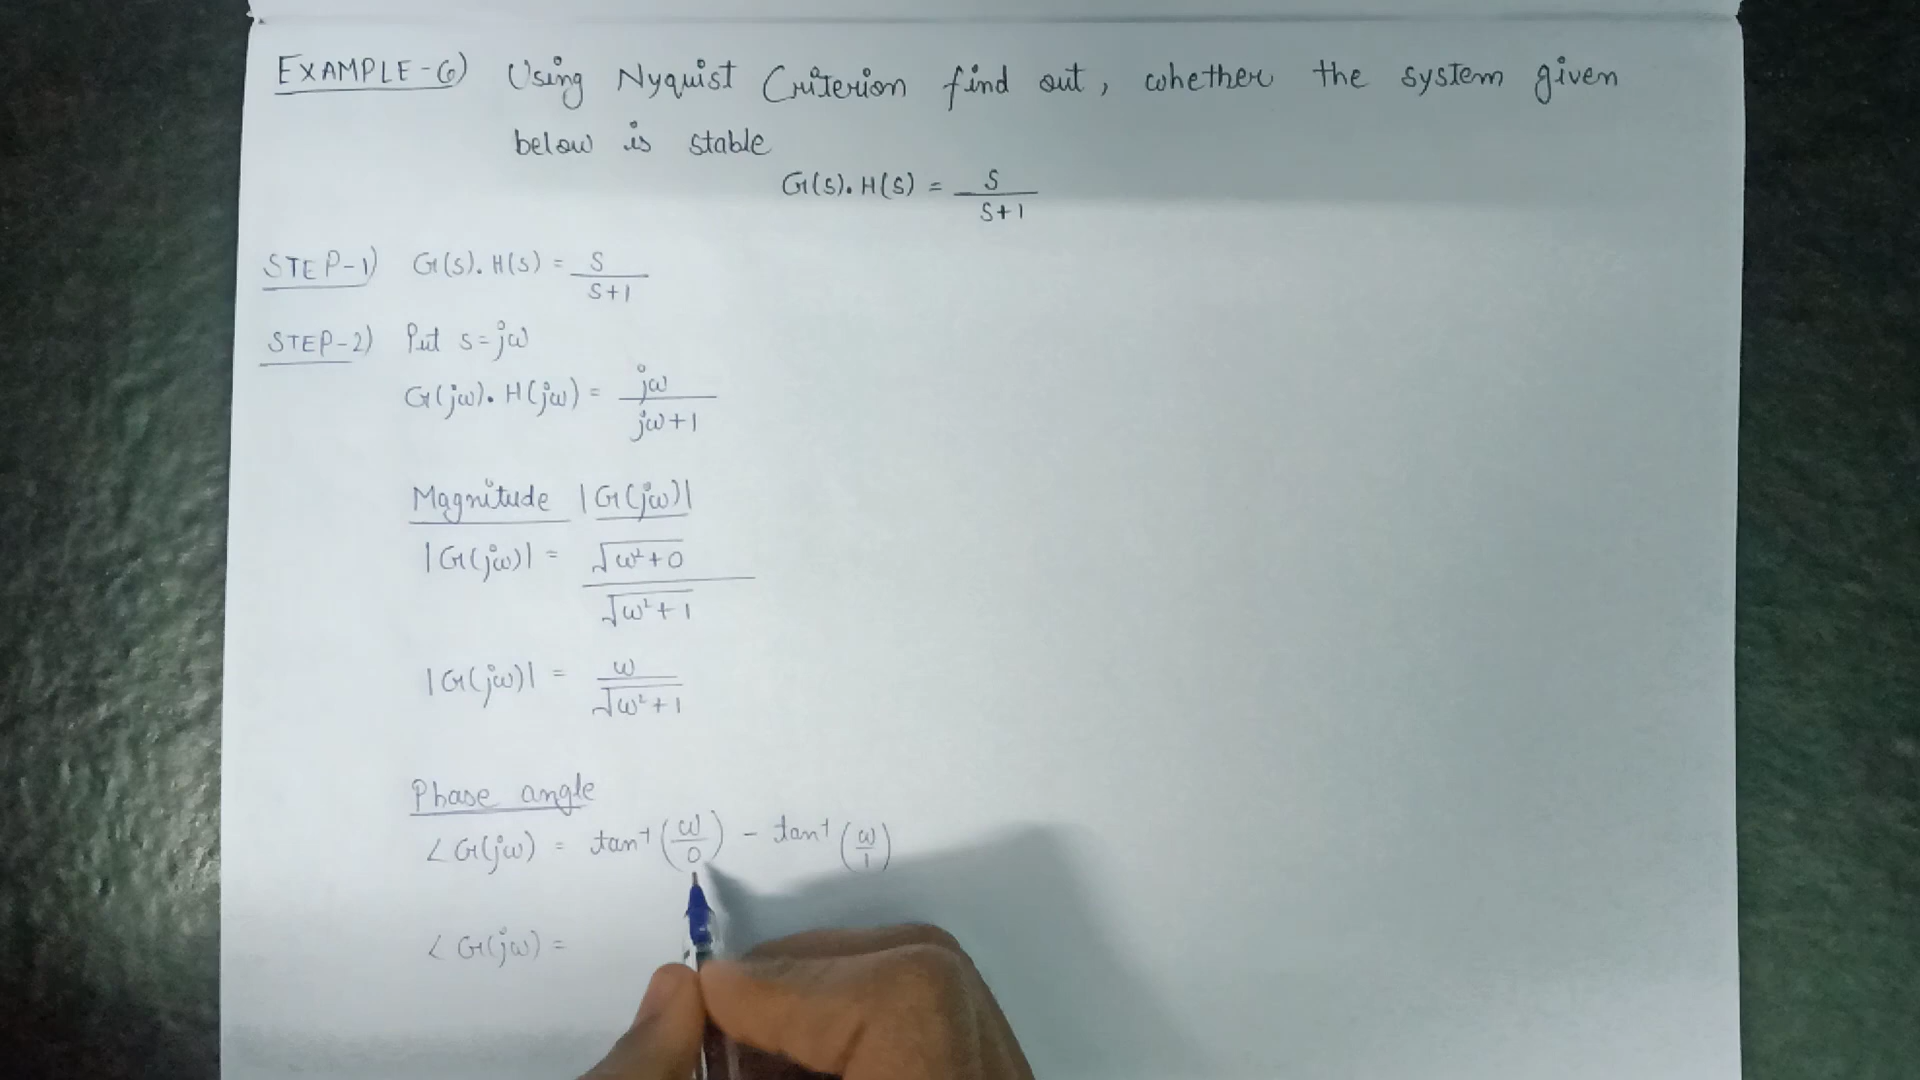 EXAMPLE-6) Using Nyquist Criterion find out, whether the system given
below is stable
G(s).H(s) = s/(s+1)
STEP-1) G(s).H(s) = s/(s+1)
STEP-2) Put s=jω
G(jω).H(jω) = jω/(jω+1)
Magnitude |G(jω)|
|G(jω)| = √(ω²+0)/√(ω²+1)
|G(jω)| = ω/√(ω²+1)
Phase angle
∠G(jω) = tan⁻¹(ω/0) - tan⁻¹(ω/1)
∠G(jω) =